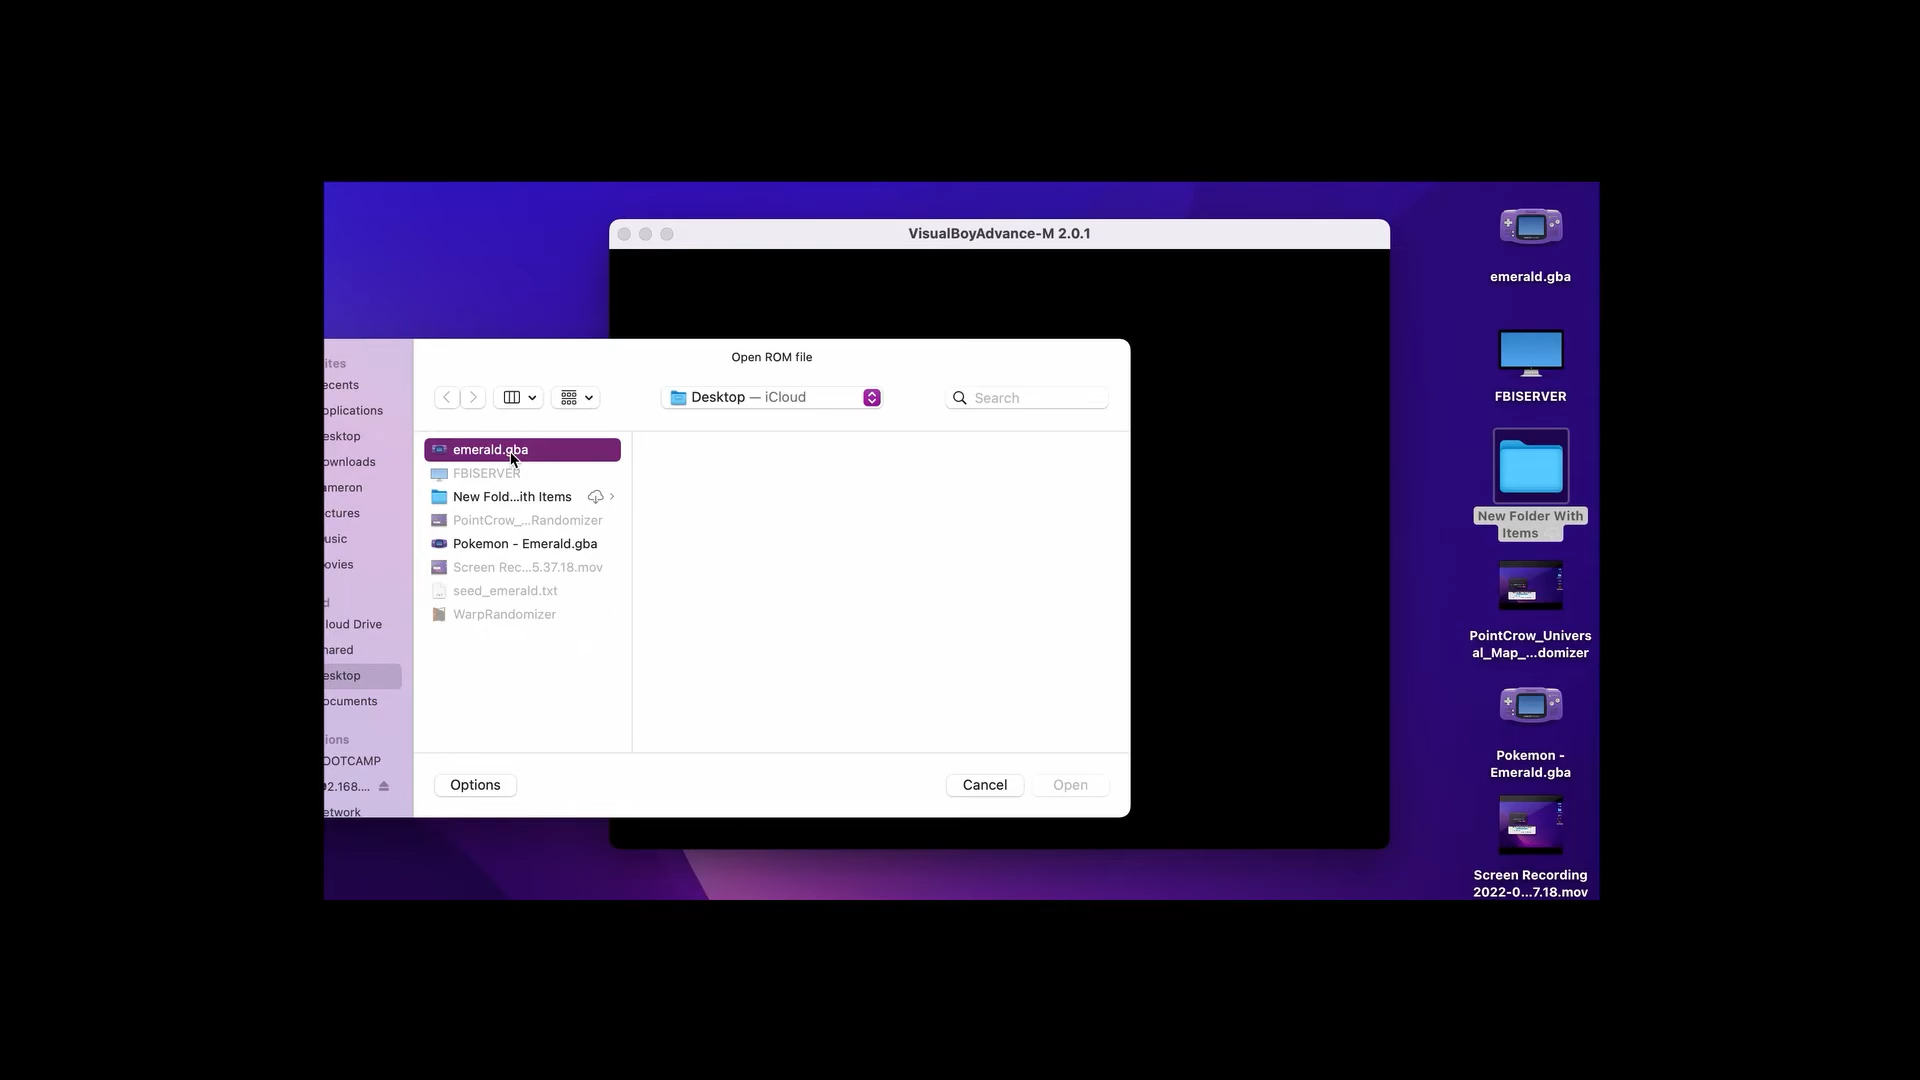 VisualBoyAdvance-M 2.0.1
Open ROM file
Desktop — iCloud
Search
ites
ecents
pplications
esktop
ownloads
ameron
ctures
usic
ovies
d
loud Drive
hared
esktop
ocuments
ions
OOTCAMP
2.168....
etwork
emerald.gba
FBISERVER
New Fold...ith Items
PointCrow_...Randomizer
Pokemon - Emerald.gba
Screen Rec...5.37.18.mov
seed_emerald.txt
WarpRandomizer
Options
Cancel
Open
emerald.gba
FBISERVER
New Folder With
Items
PointCrow_Univers
al_Map_...domizer
Pokemon -
Emerald.gba
Screen Recording
2022-0...7.18.mov